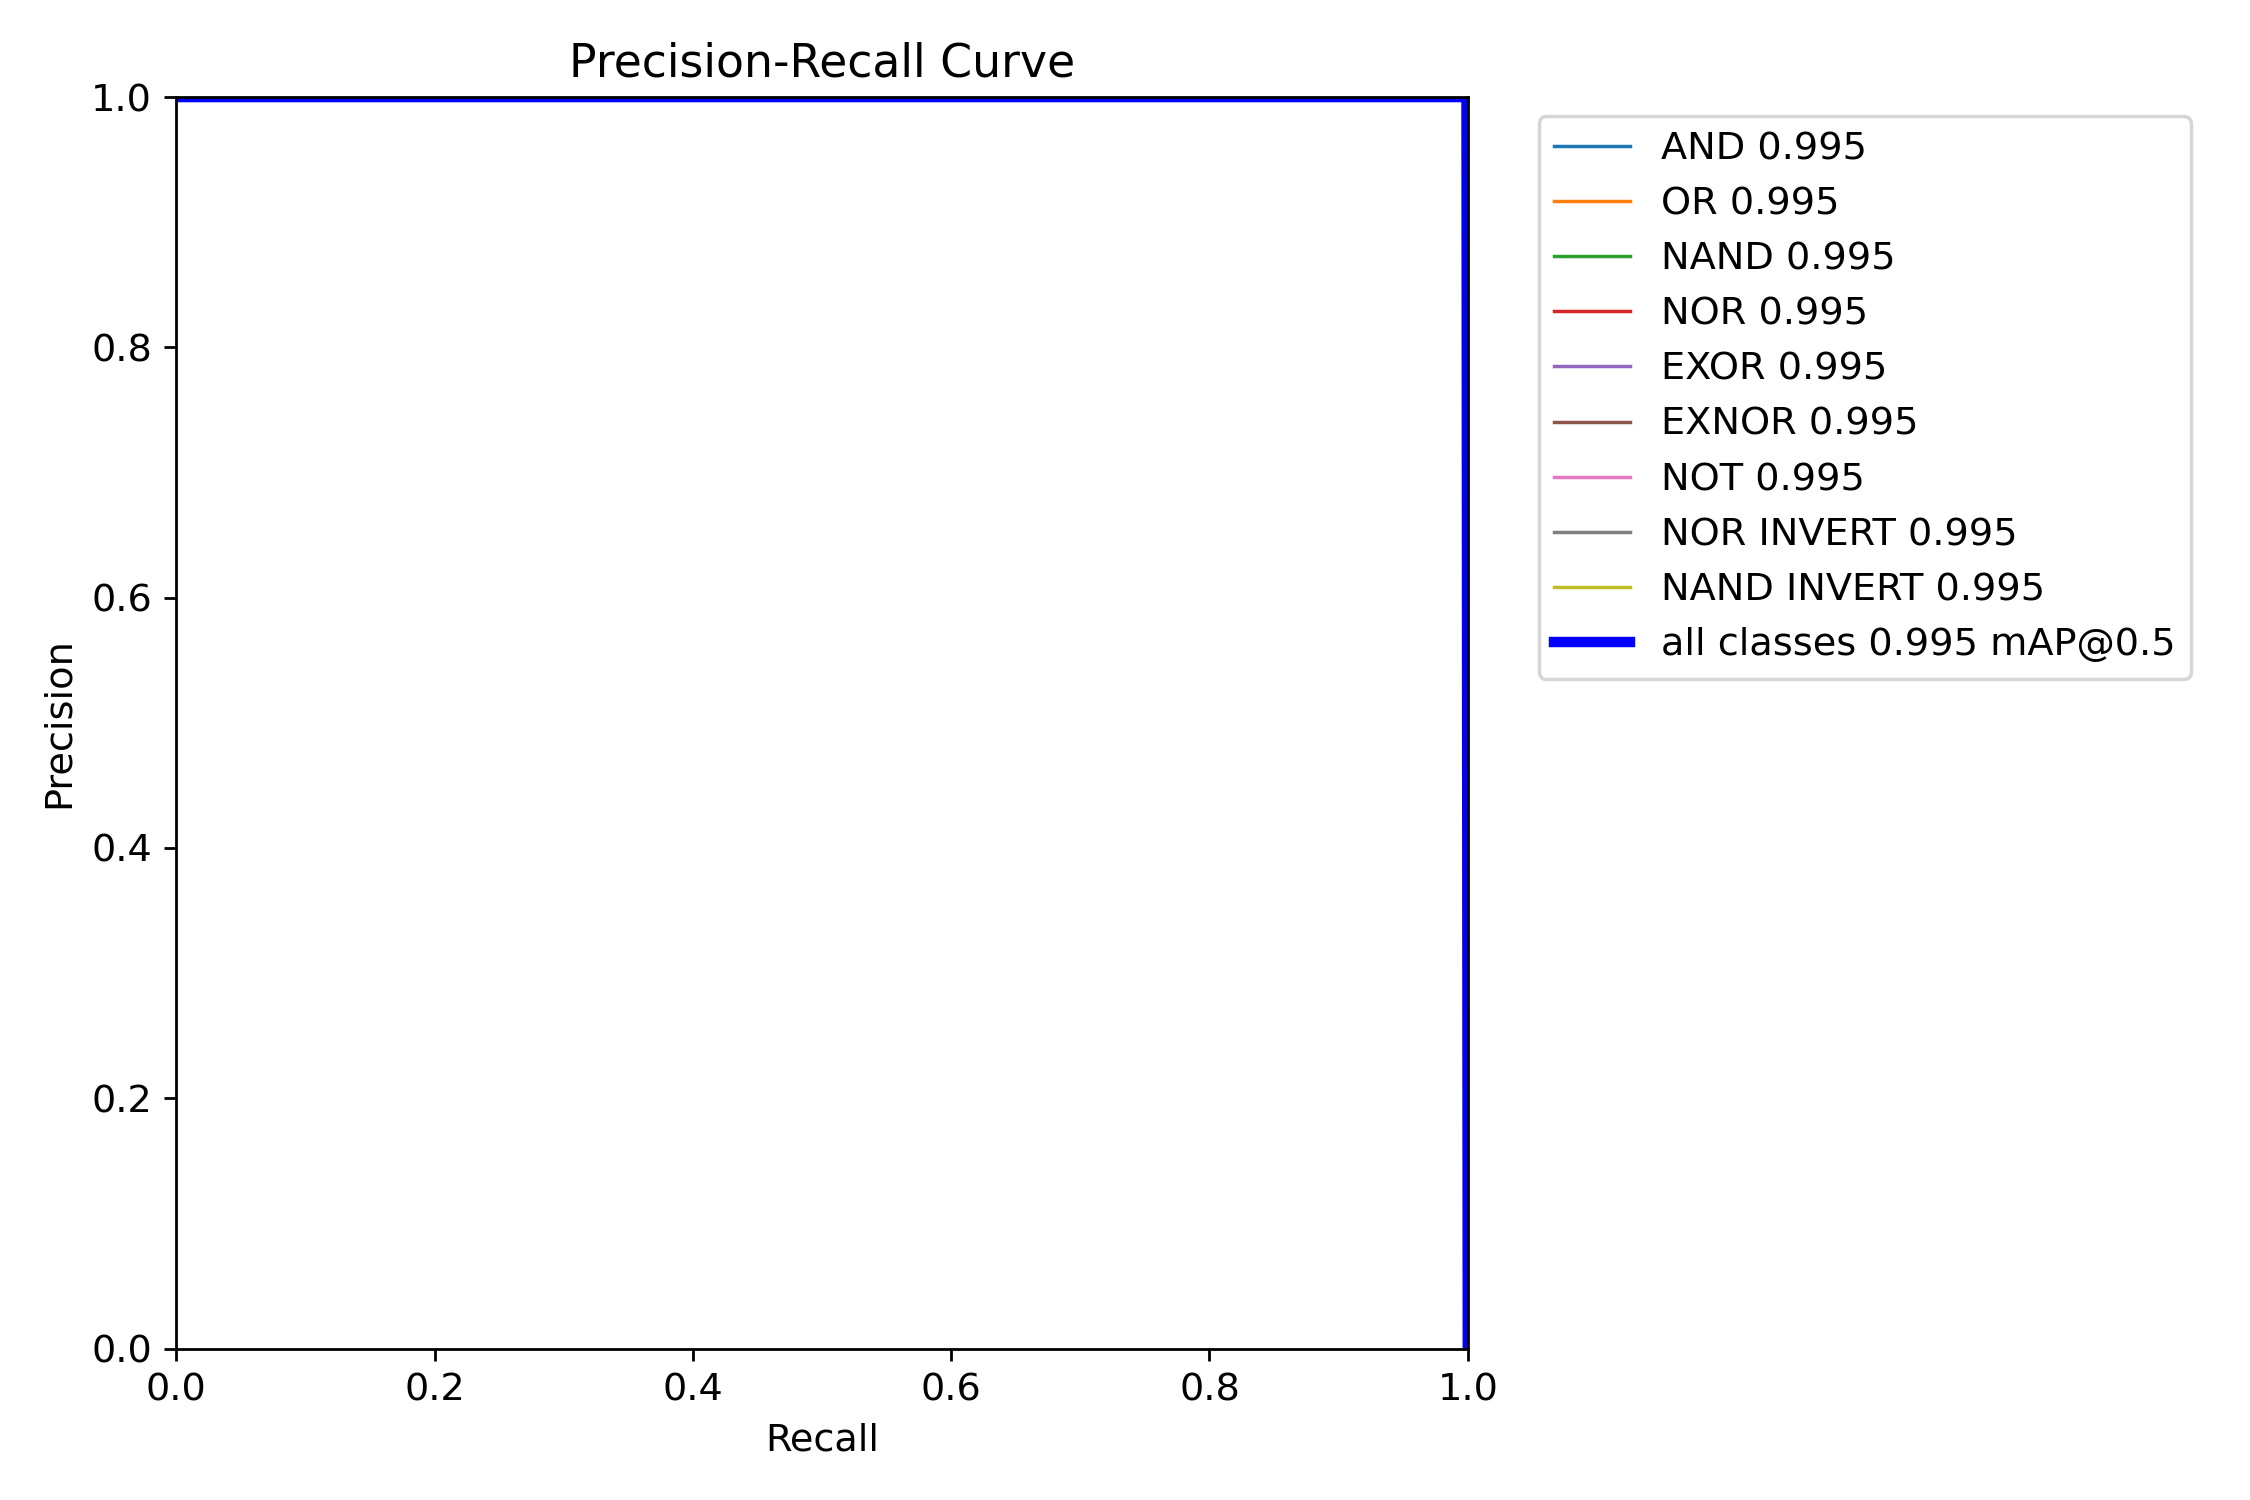 Precision-Recall Curve
1.0
0.8
0.6
0.4
0.2
0.0
Precision
0.0 0.2 0.4 0.6 0.8 1.0
Recall
AND 0.995
OR 0.995
NAND 0.995
NOR 0.995
EXOR 0.995
EXNOR 0.995
NOT 0.995
NOR INVERT 0.995
NAND INVERT 0.995
all classes 0.995 mAP@0.5